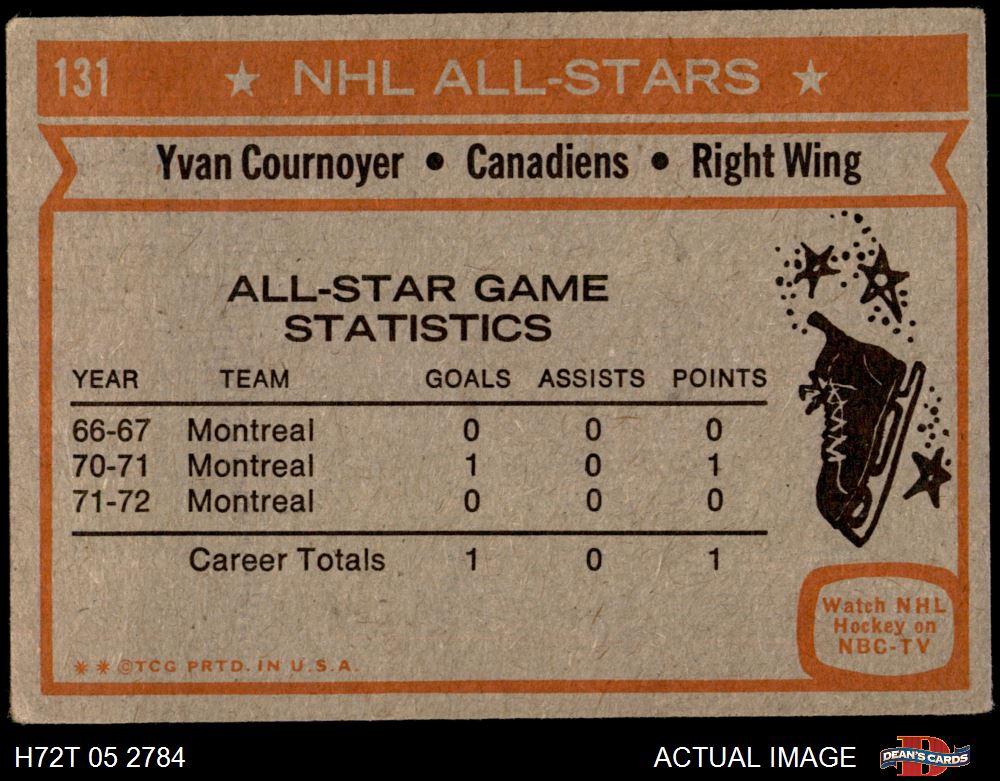 131 ★ NHL ALL-STARS ★
Yvan Cournoyer • Canadiens • Right Wing
ALL-STAR GAME
STATISTICS
YEAR TEAM GOALS ASSISTS POINTS
66-67 Montreal 0 0 0
70-71 Montreal 1 0 1
71-72 Montreal 0 0 0
Career Totals 1 0 1
Watch NHL
Hockey on
NBC-TV
* * ©TCG PRTD. IN U.S.A.
H72T 05 2784 ACTUAL IMAGE DEAN'S CARDS